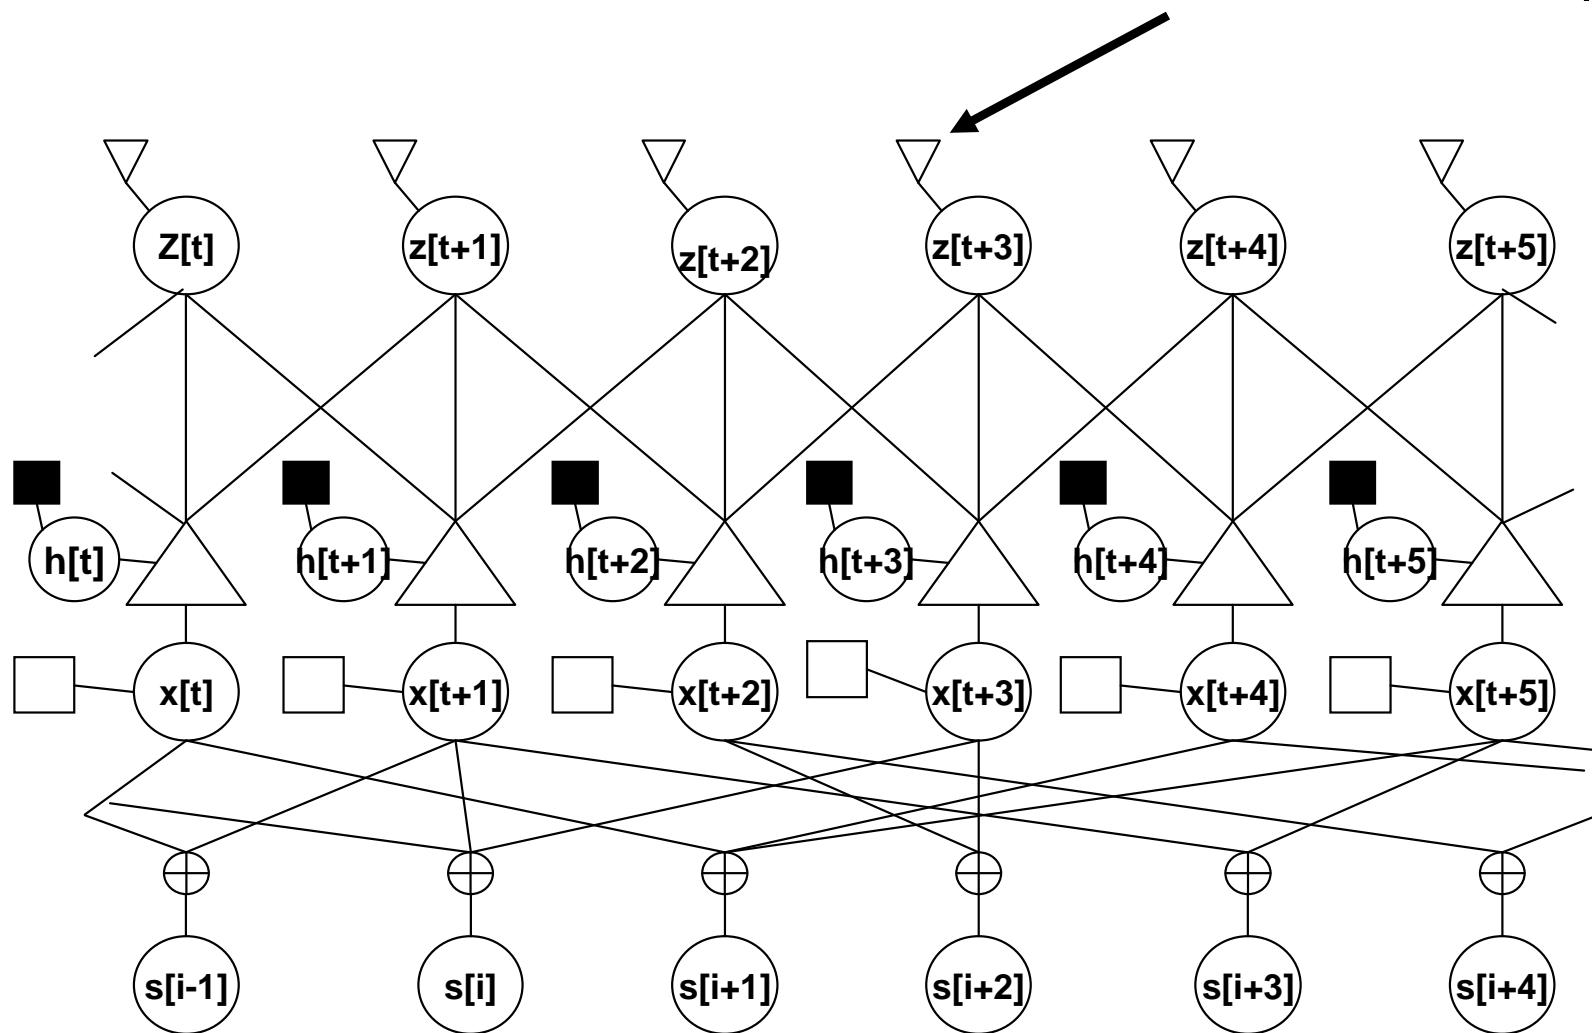 Z[t] z[t+1] z[t+2] z[t+3] z[t+4] z[t+5]
h[t] h[t+1] h[t+2] h[t+3] h[t+4] h[t+5]
x[t] x[t+1] x[t+2] x[t+3] x[t+4] x[t+5]
s[i-1] s[i] s[i+1] s[i+2] s[i+3] s[i+4]